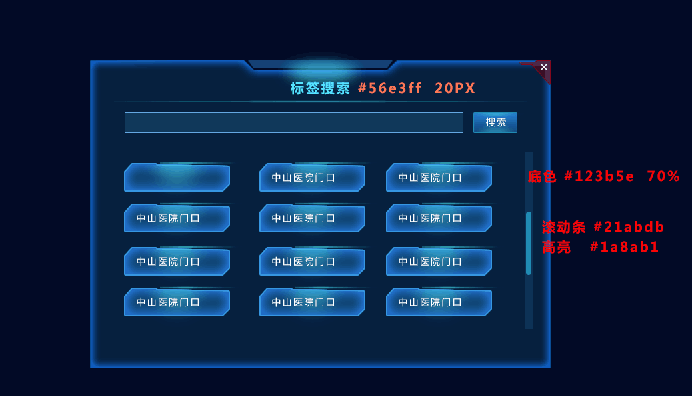 ×
标签搜索 #56e3ff 20PX
搜索
底色 #123b5e 70%
中山医院门口 中山医院门口
中山医院门口 中山医院门口 中山医院门口
滚动条 #21abdb
高亮 #1a8ab1
中山医院门口 中山医院门口 中山医院门口
中山医院门口 中山医院门口 中山医院门口